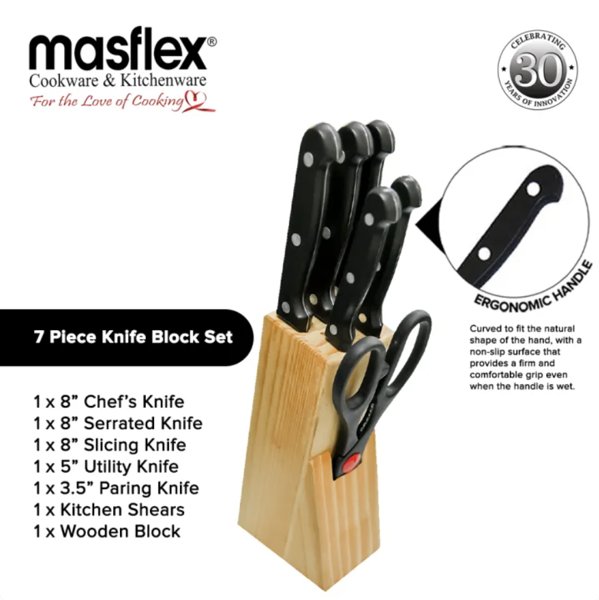 masflex®
Cookware & Kitchenware
For the Love of Cooking
CELEBRATING
30
YEARS OF INNOVATION
ERGONOMIC HANDLE
Curved to fit the natural
shape of the hand, with a
non-slip surface that
provides a firm and
comfortable grip even
when the handle is wet.
7 Piece Knife Block Set
1 x 8” Chef’s Knife
1 x 8” Serrated Knife
1 x 8” Slicing Knife
1 x 5” Utility Knife
1 x 3.5” Paring Knife
1 x Kitchen Shears
1 x Wooden Block